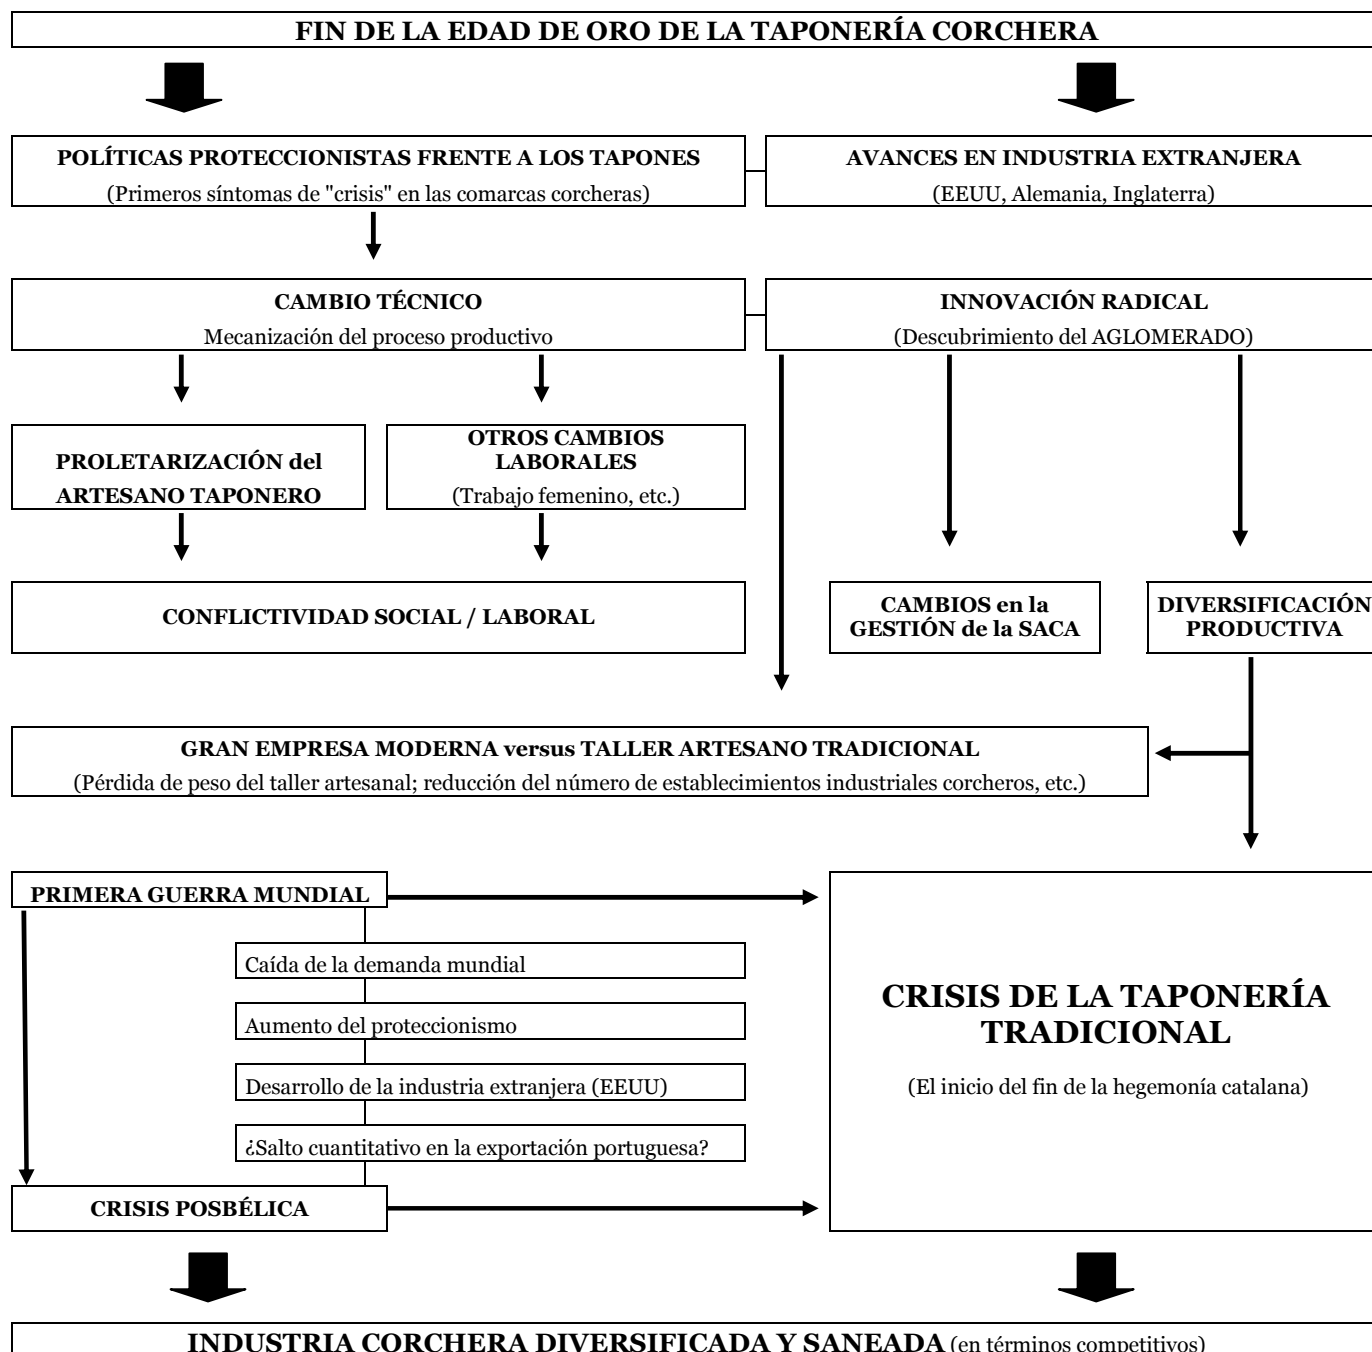 FIN DE LA EDAD DE ORO DE LA TAPONERÍA CORCHERA
POLÍTICAS PROTECCIONISTAS FRENTE A LOS TAPONES
(Primeros síntomas de "crisis" en las comarcas corcheras)
AVANCES EN INDUSTRIA EXTRANJERA
(EEUU, Alemania, Inglaterra)
CAMBIO TÉCNICO
Mecanización del proceso productivo
INNOVACIÓN RADICAL
(Descubrimiento del AGLOMERADO)
PROLETARIZACIÓN del
ARTESANO TAPONERO
OTROS CAMBIOS
LABORALES
(Trabajo femenino, etc.)
CONFLICTIVIDAD SOCIAL / LABORAL
CAMBIOS en la
GESTIÓN de la SACA
DIVERSIFICACIÓN
PRODUCTIVA
GRAN EMPRESA MODERNA versus TALLER ARTESANO TRADICIONAL
(Pérdida de peso del taller artesanal; reducción del número de establecimientos industriales corcheros, etc.)
PRIMERA GUERRA MUNDIAL
Caída de la demanda mundial
Aumento del proteccionismo
Desarrollo de la industria extranjera (EEUU)
¿Salto cuantitativo en la exportación portuguesa?
CRISIS POSBÉLICA
CRISIS DE LA TAPONERÍA
TRADICIONAL
(El inicio del fin de la hegemonía catalana)
INDUSTRIA CORCHERA DIVERSIFICADA Y SANEADA (en términos competitivos)